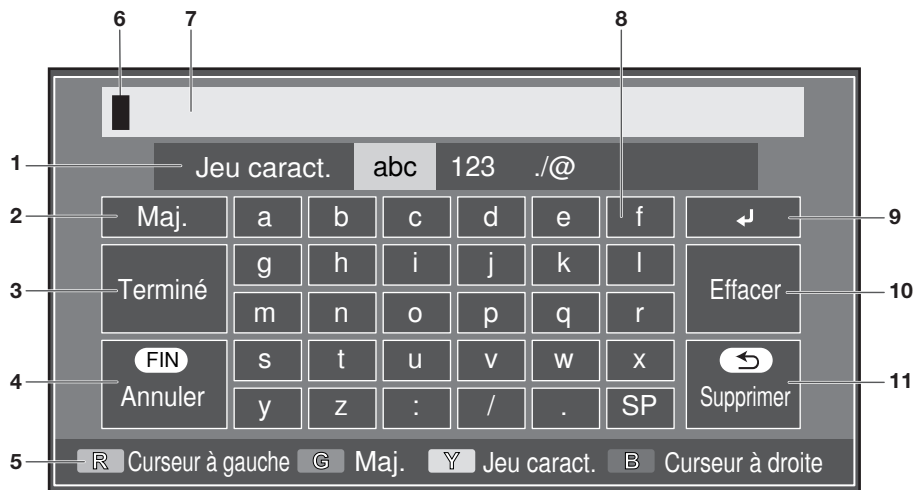 6 7 8
1 Jeu caract. abc 123 ./@
2 Maj. a b c d e f ↲ 9
g h i j k l
3 Terminé Effacer 10
m n o p q r
FIN s t u v w x
4 Annuler Supprimer 11
y z : / . SP
5 R Curseur à gauche G Maj. Y Jeu caract. B Curseur à droite